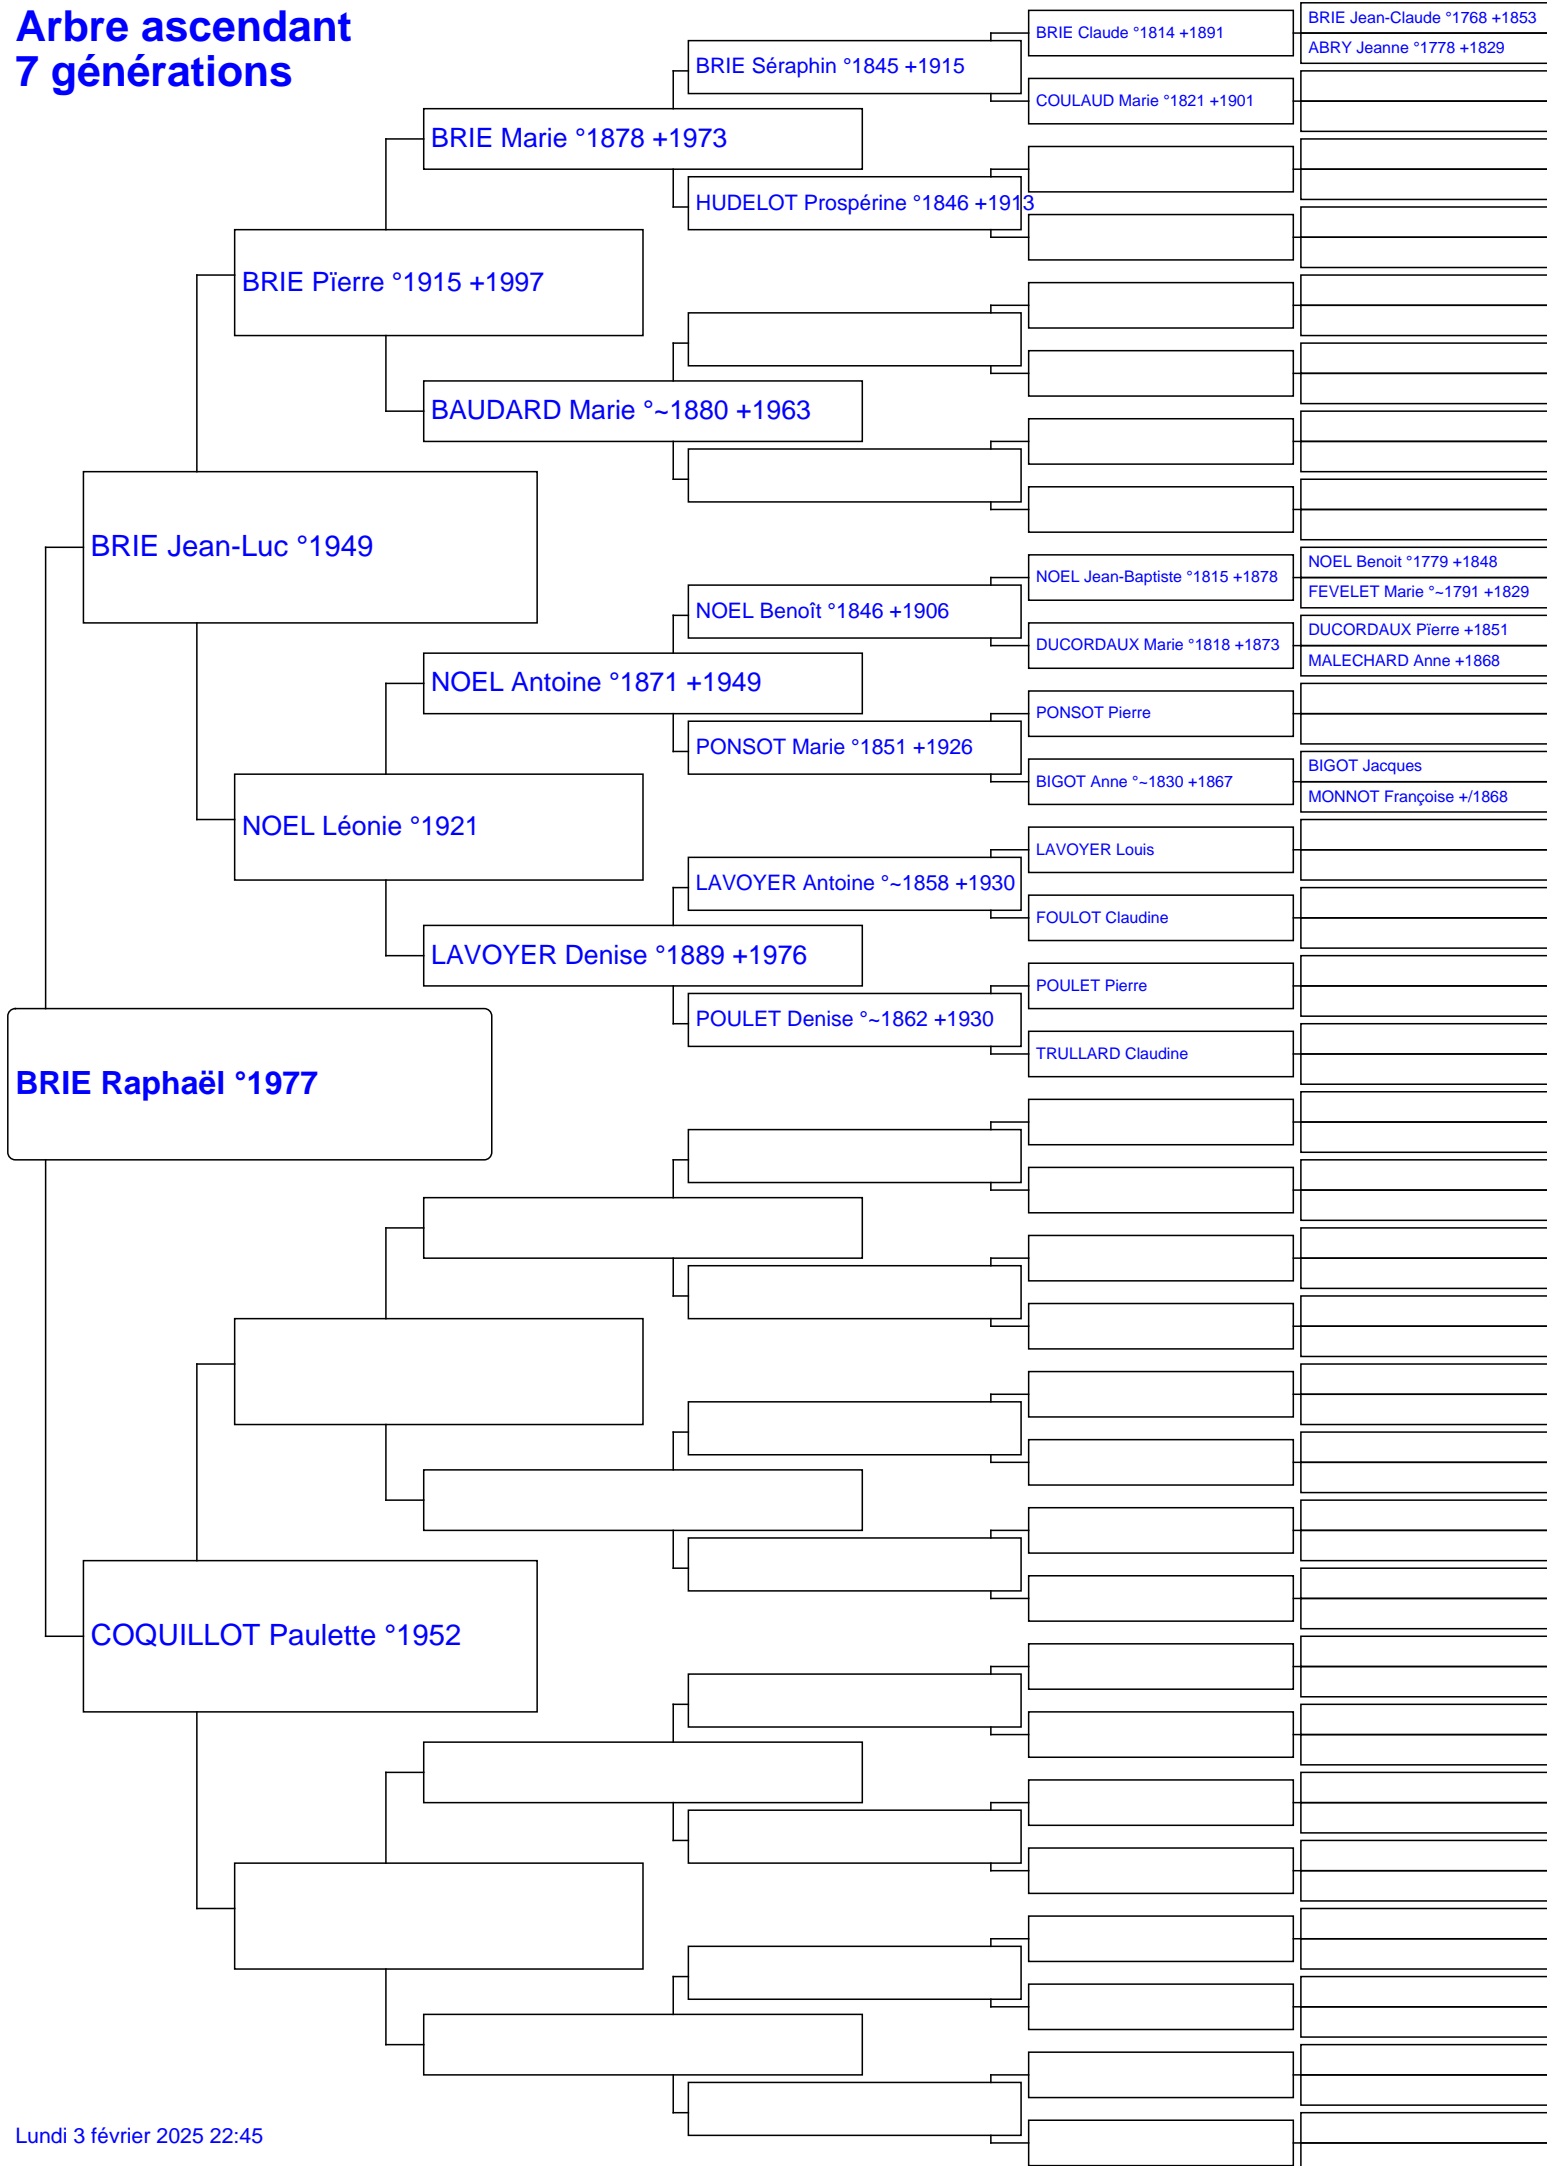 Arbre ascendant
7 générations
BRIE Jean-Claude °1768 +1853
BRIE Claude °1814 +1891
ABRY Jeanne °1778 +1829
BRIE Séraphin °1845 +1915
COULAUD Marie °1821 +1901
BRIE Marie °1878 +1973
HUDELOT Prospérine °1846 +1913
BRIE Pïerre °1915 +1997
BAUDARD Marie °~1880 +1963
BRIE Jean-Luc °1949
NOEL Benoit °1779 +1848
NOEL Jean-Baptiste °1815 +1878
FEVELET Marie °~1791 +1829
NOEL Benoît °1846 +1906
DUCORDAUX Pïerre +1851
DUCORDAUX Marie °1818 +1873
MALECHARD Anne +1868
NOEL Antoine °1871 +1949
PONSOT Pierre
PONSOT Marie °1851 +1926
BIGOT Jacques
BIGOT Anne °~1830 +1867
MONNOT Françoise +/1868
NOEL Léonie °1921
LAVOYER Louis
LAVOYER Antoine °~1858 +1930
FOULOT Claudine
LAVOYER Denise °1889 +1976
POULET Pierre
POULET Denise °~1862 +1930
TRULLARD Claudine
BRIE Raphaël °1977
COQUILLOT Paulette °1952
Lundi 3 février 2025 22:45